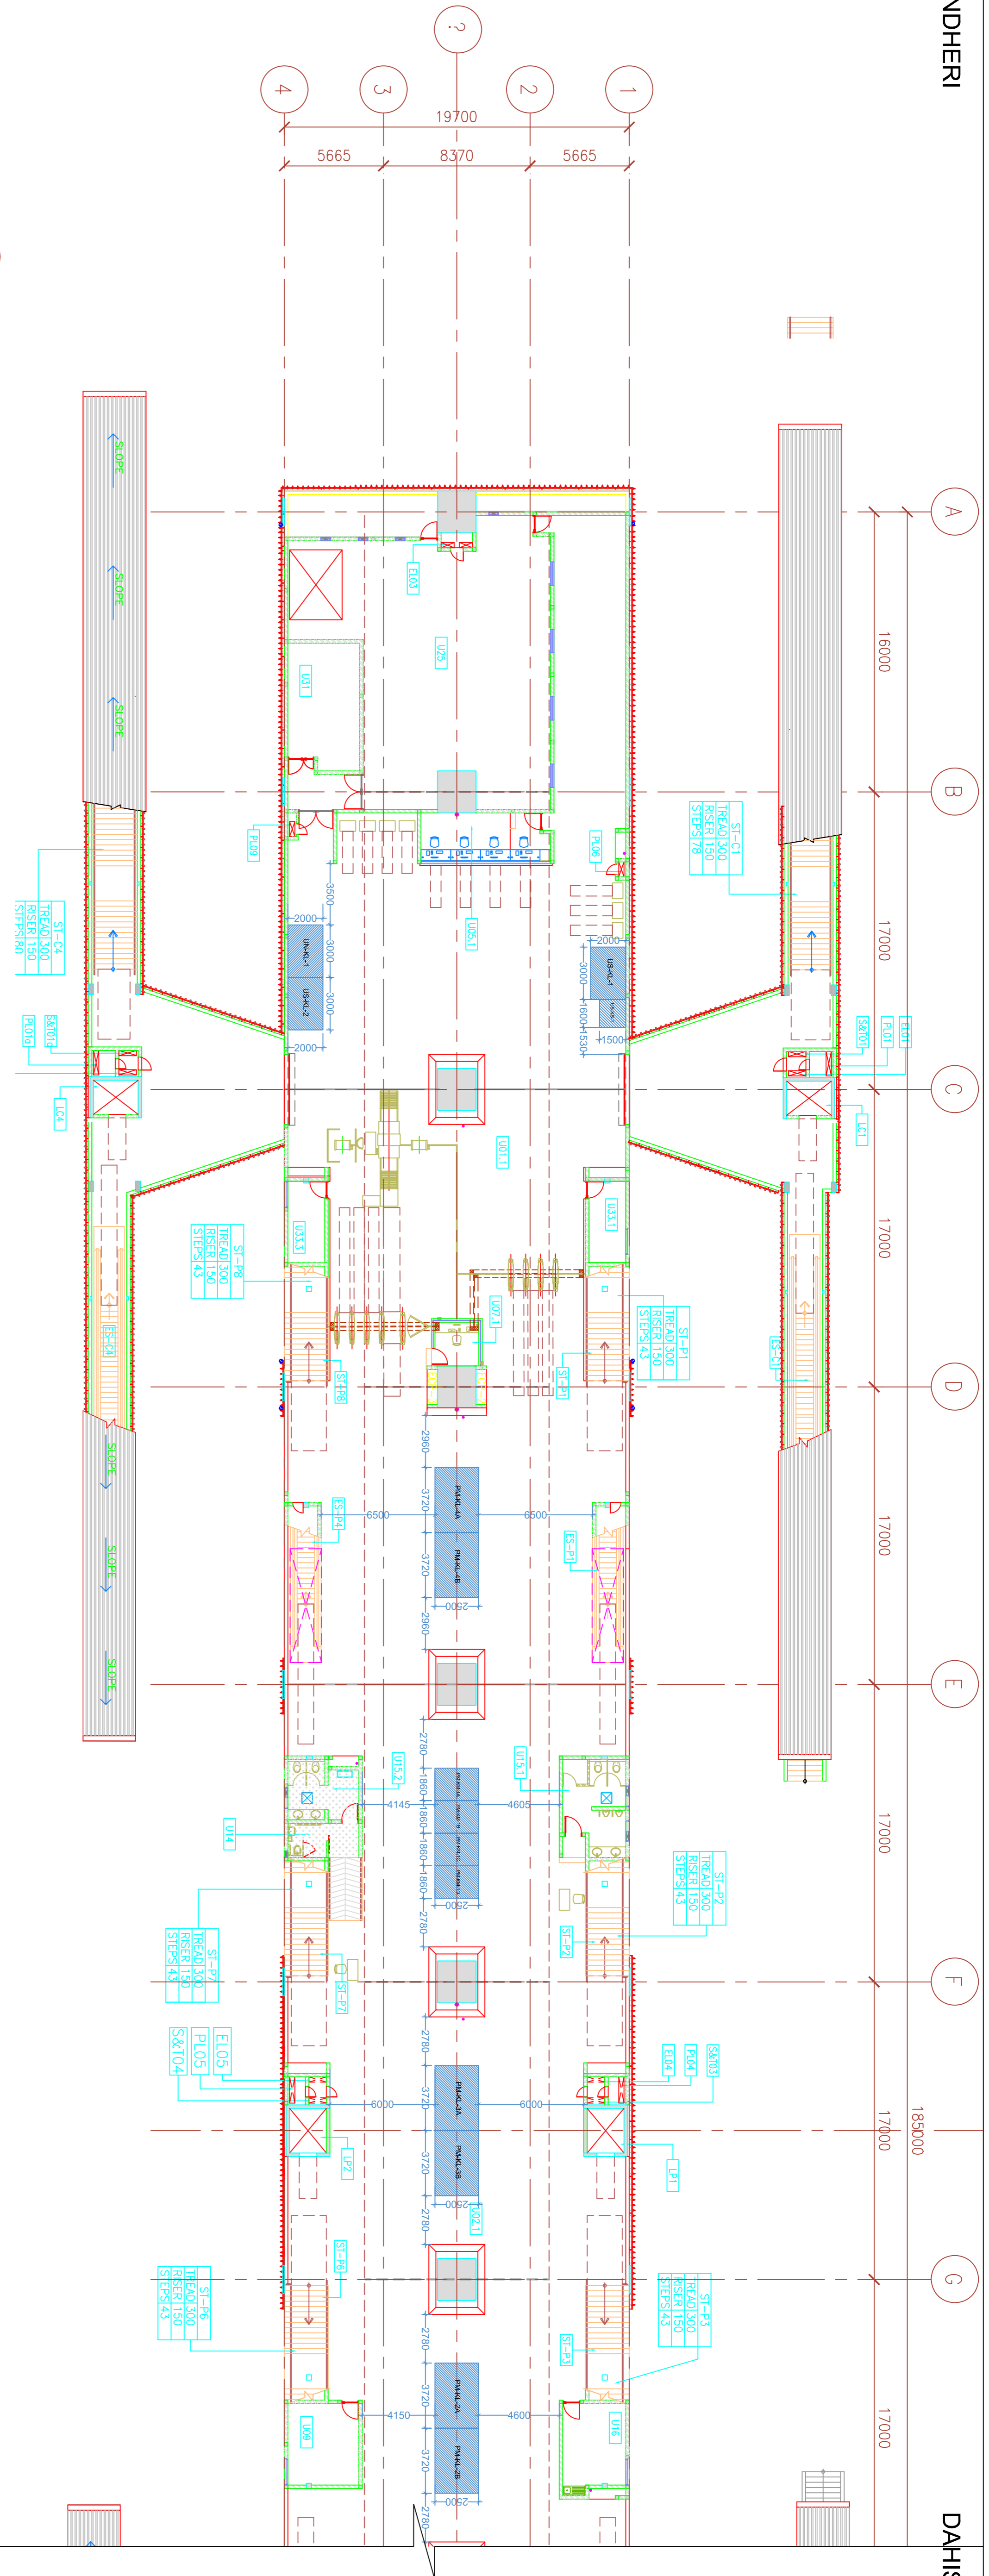 NDHERI
?
4
3
2
1
19700
5665
8370
5665
A
16000
B
17000
C
17000
D
17000
E
17000
F
17000
185000
G
17000
SLOPE
SLOPE
SLOPE
EL03
U25
U31
ST-C1
TREAD 300
RISER 150
STEPS 78
PL09
U05.1
PL06
ST-C4
TREAD 300
RISER 150
STEPS 80
3500
2000
3000
UN-KL-1
US-KL-2
3000
2000
2000
US-KL-1
3000
1600
1530
1500
S&T01a
PL01a
LC4
S&T01
PL01
EL01
LC1
U01.1
U33.3
U33.1
ST-P8
TREAD 300
RISER 150
STEPS 43
ST-P1
TREAD 300
RISER 150
STEPS 43
U07.1
ES-C4
ST-P8
ST-P1
ES-C1
SLOPE
SLOPE
SLOPE
2960
3720
PM-KL-4A
PM-KL-4B
3720
2500
2960
6500
6500
ES-P4
ES-P1
2780
1860
1860
1860
1860
2500
2780
4145
4605
U15.2
U15.1
U14
ST-P7
TREAD 300
RISER 150
STEPS 43
ST-P2
TREAD 300
RISER 150
STEPS 43
ST-P7
ST-P2
2780
EL05
PL05
S&T04
EL04
PL04
S&T03
3720
PM-KL-3A
PM-KL-3B
3720
2500
2780
6000
6000
LP2
LP1
U02.1
ST-P6
ST-P6
TREAD 300
RISER 150
STEPS 43
ST-P3
TREAD 300
RISER 150
STEPS 43
ST-P3
2780
3720
PM-KL-2A
PM-KL-2B
3720
2500
2780
4150
4600
U09
U16
DAHIS